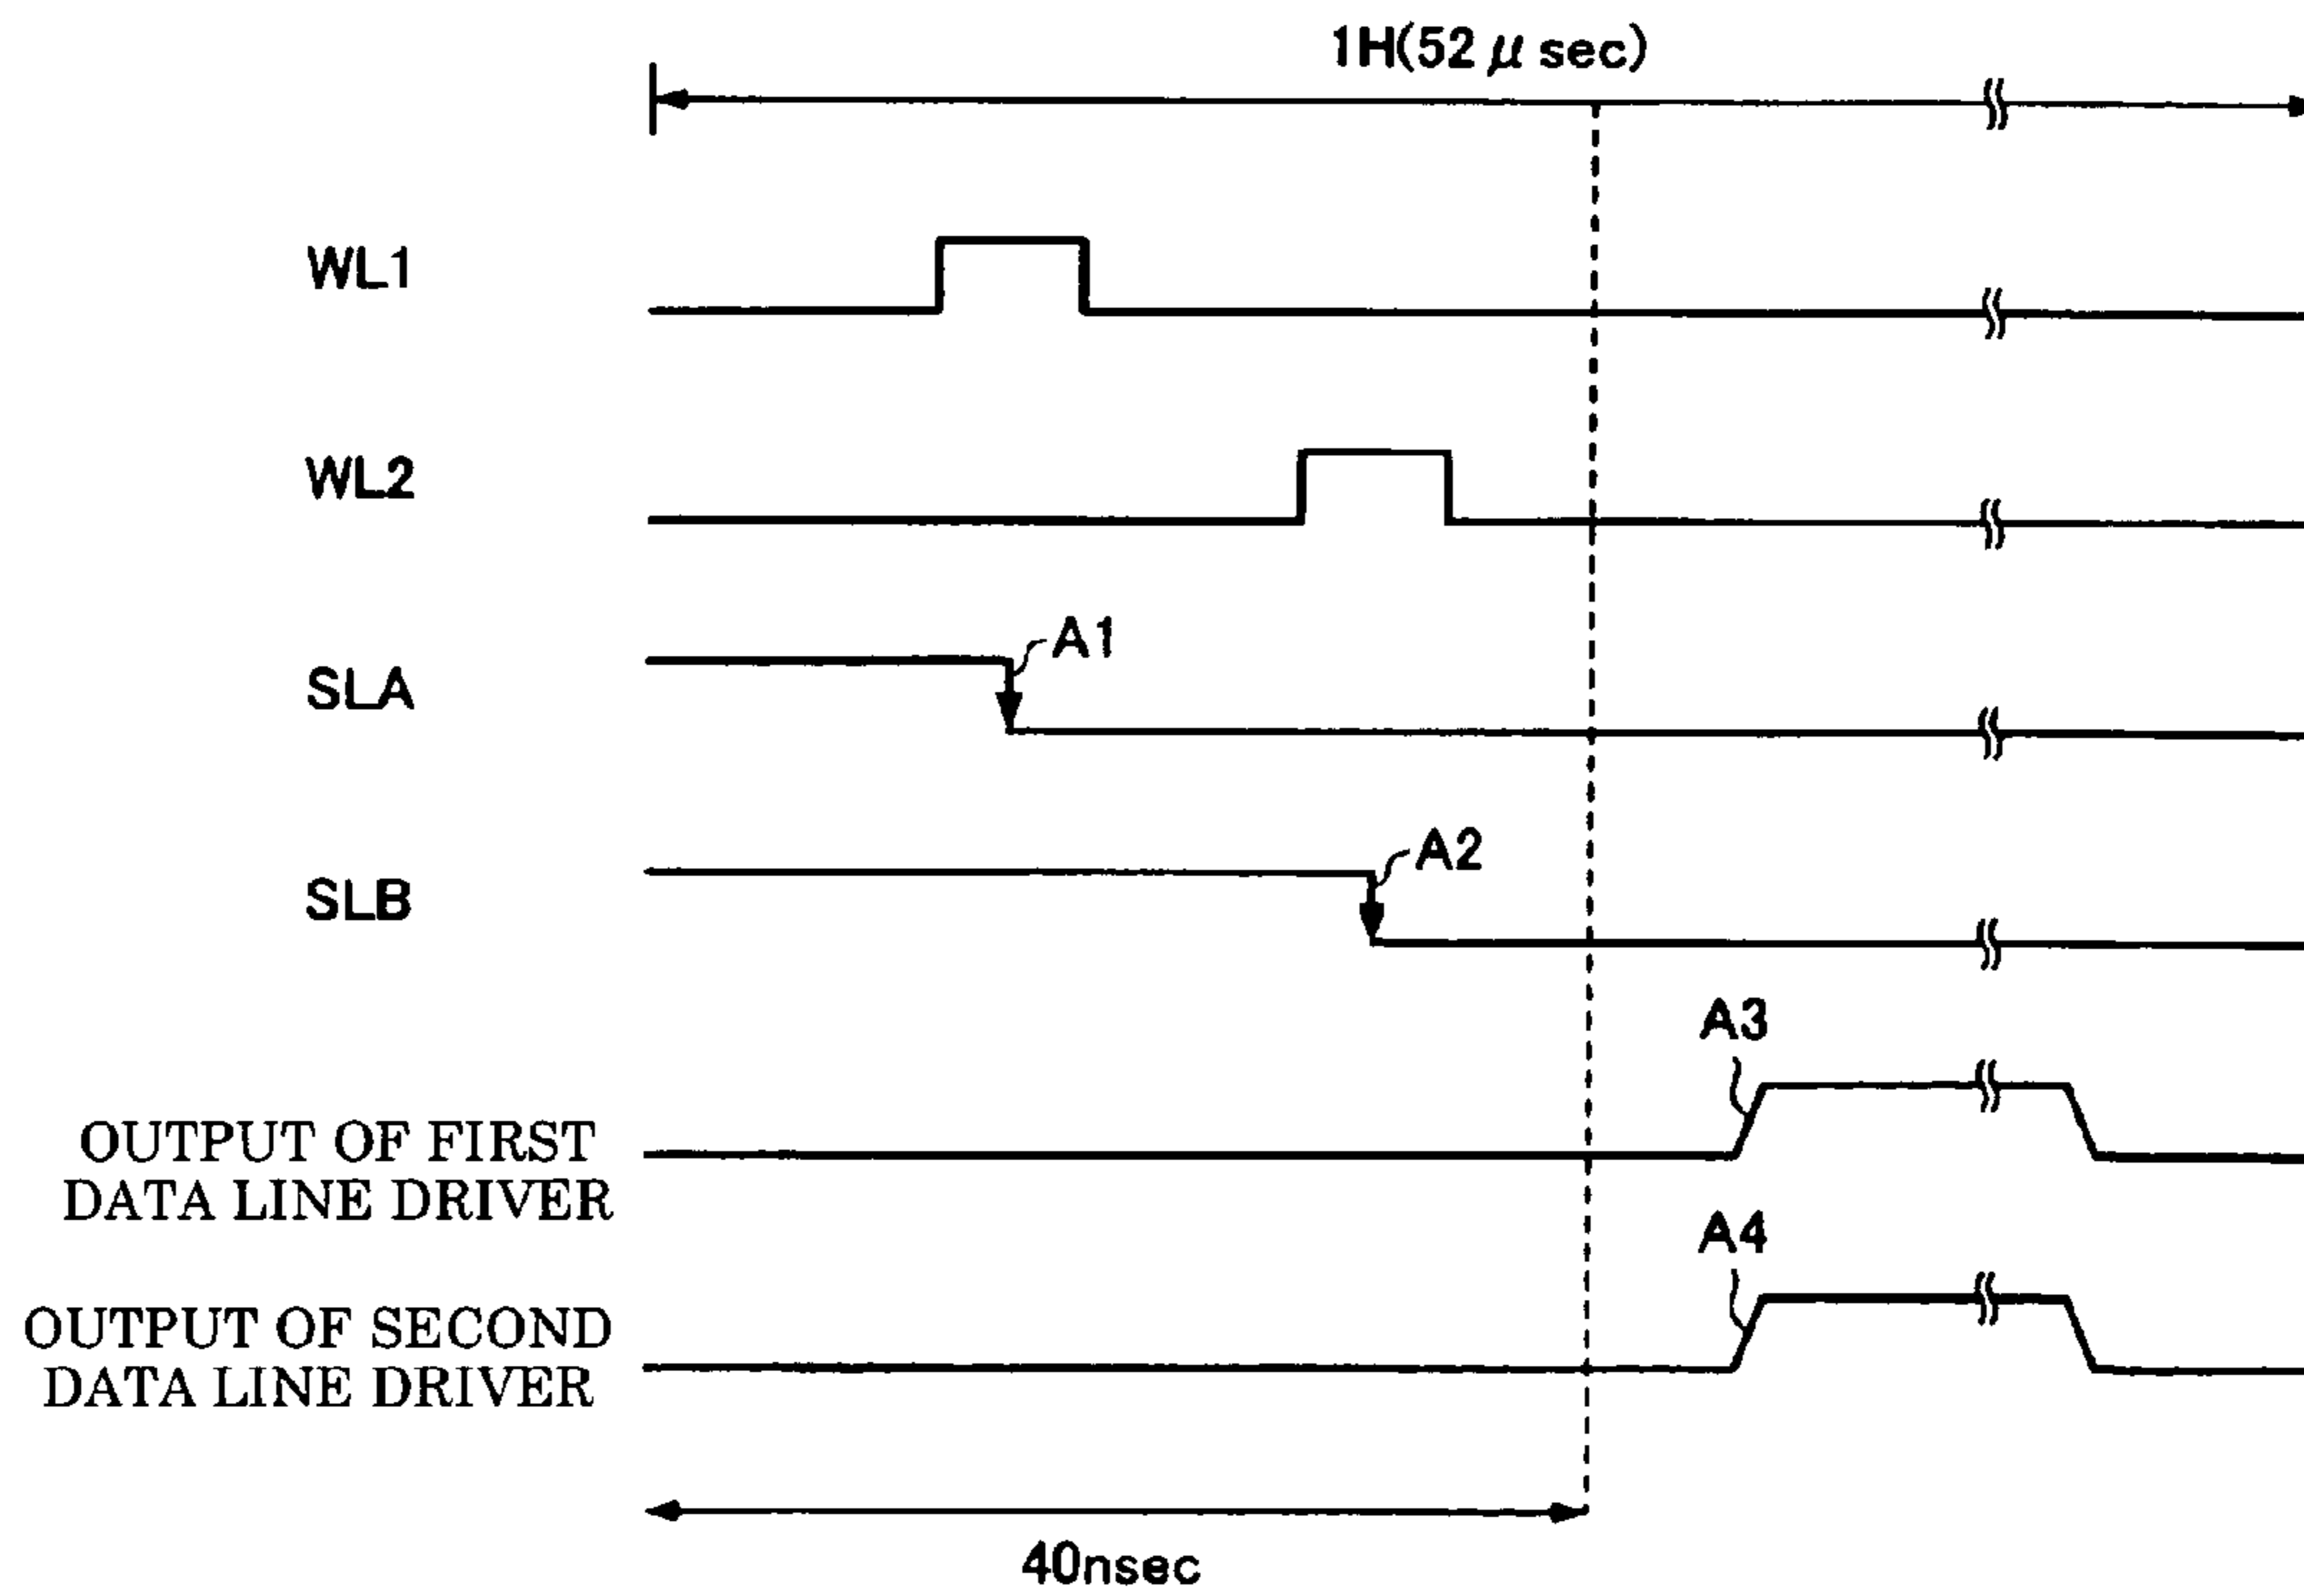 1H(52 μ sec)
WL1
WL2
A1
SLA
A2
SLB
A3
OUTPUT OF FIRST
DATA LINE DRIVER
A4
OUTPUT OF SECOND
DATA LINE DRIVER
40nsec